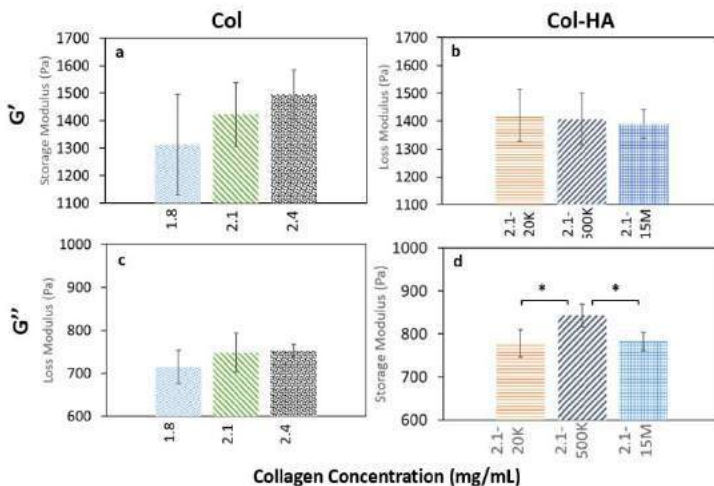 Col
Col-HA
G'
Storage Modulus (Pa)
1700
1600
1500
1400
1300
1200
1100
a
1.8
2.1
2.4
Loss Modulus (Pa)
1700
1600
1500
1400
1300
1200
1100
b
2.1-
20K
2.1-
500K
2.1-
15M
G''
Loss Modulus (Pa)
1000
900
800
700
600
c
1.8
2.1
2.4
Storage Modulus (Pa)
1000
900
800
700
600
d
*
*
2.1-
20K
2.1-
500K
2.1-
15M
Collagen Concentration (mg/mL)